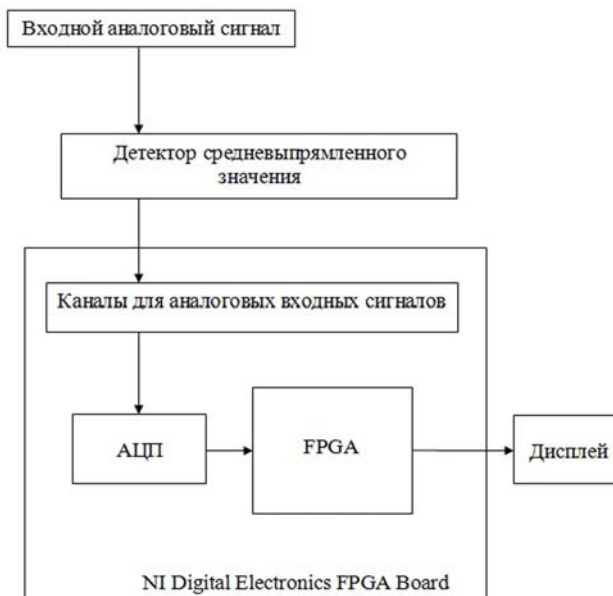 Входной аналоговый сигнал
Детектор средневыпрямленного
значения
Каналы для аналоговых входных сигналов
АЦП
FPGA
Дисплей
NI Digital Electronics FPGA Board